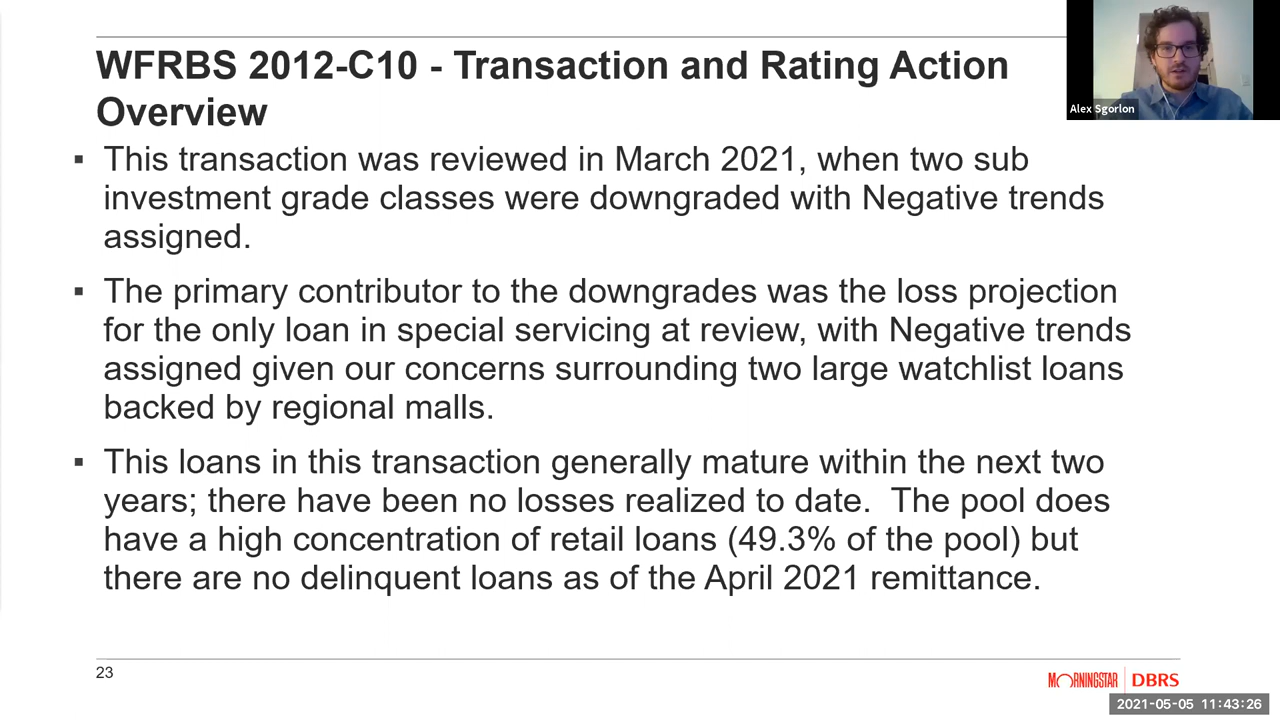 WFRBS 2012-C10 - Transaction and Rating Action
Overview
Alex Sgorlon
▪ This transaction was reviewed in March 2021, when two sub
investment grade classes were downgraded with Negative trends
assigned.
▪ The primary contributor to the downgrades was the loss projection
for the only loan in special servicing at review, with Negative trends
assigned given our concerns surrounding two large watchlist loans
backed by regional malls.
▪ This loans in this transaction generally mature within the next two
years; there have been no losses realized to date.  The pool does
have a high concentration of retail loans (49.3% of the pool) but
there are no delinquent loans as of the April 2021 remittance.
23
MORNINGSTAR | DBRS
2021-05-05 11:43:26